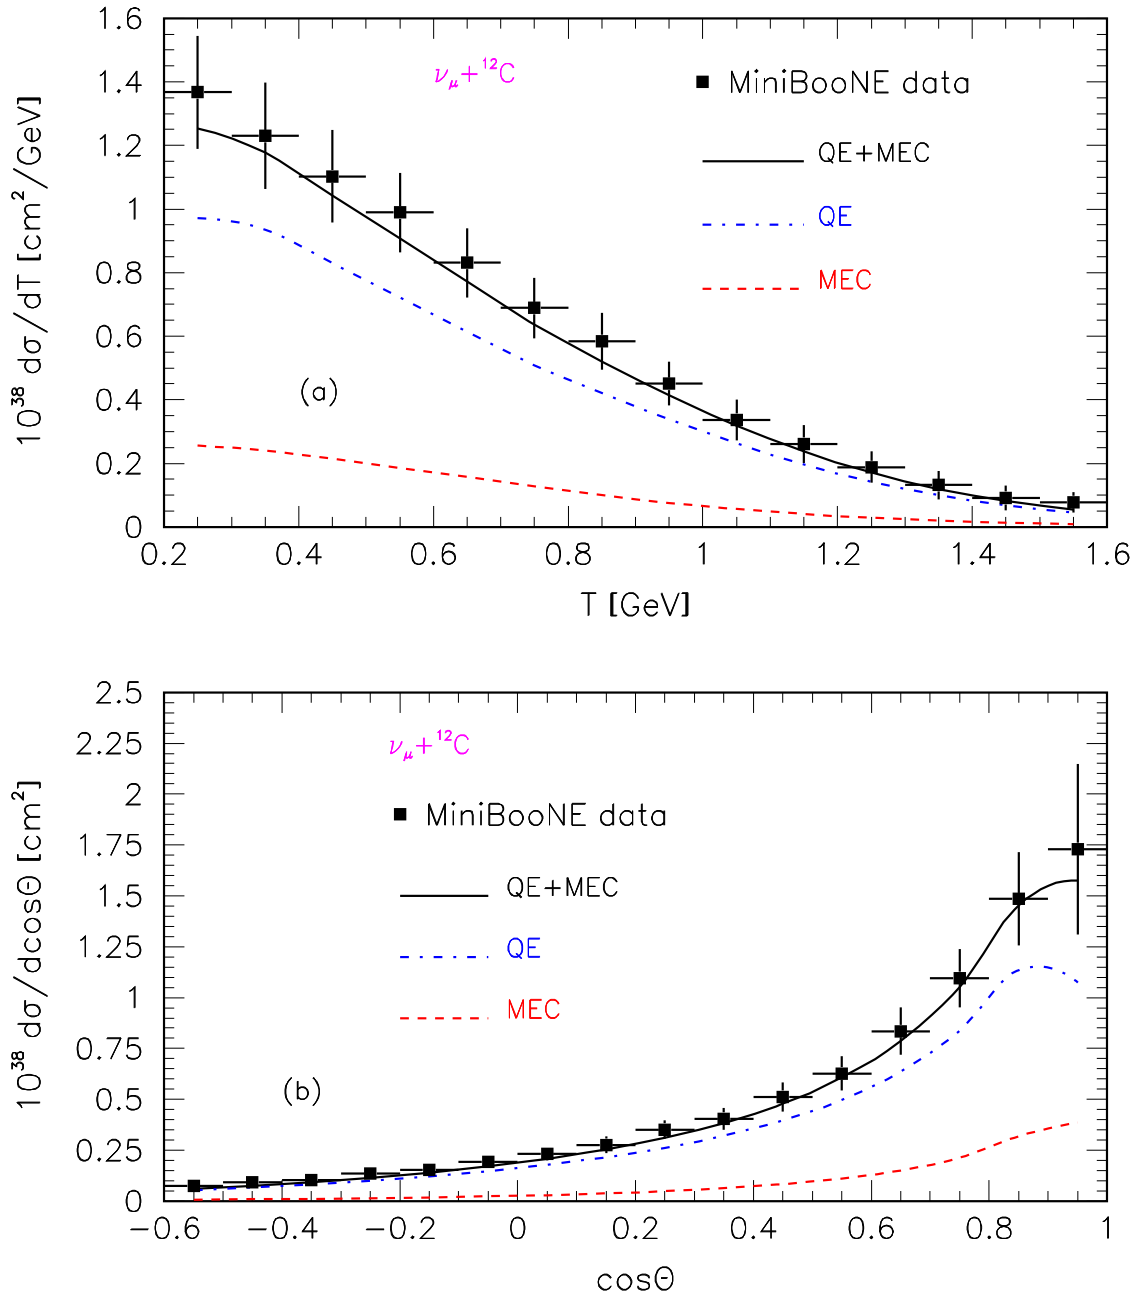 1.6
1.4
1.2
1
0.8
0.6
0.4
0.2
0
10³⁸ dσ/dT [cm²/GeV]
νμ+¹²C
MiniBooNE data
QE+MEC
QE
MEC
(a)
0.2 0.4 0.6 0.8 1 1.2 1.4 1.6
T [GeV]
2.5
2.25
2
1.75
1.5
1.25
1
0.75
0.5
0.25
0
10³⁸ dσ/dcosΘ [cm²]
νμ+¹²C
MiniBooNE data
QE+MEC
QE
MEC
(b)
−0.6 −0.4 −0.2 0 0.2 0.4 0.6 0.8 1
cosΘ